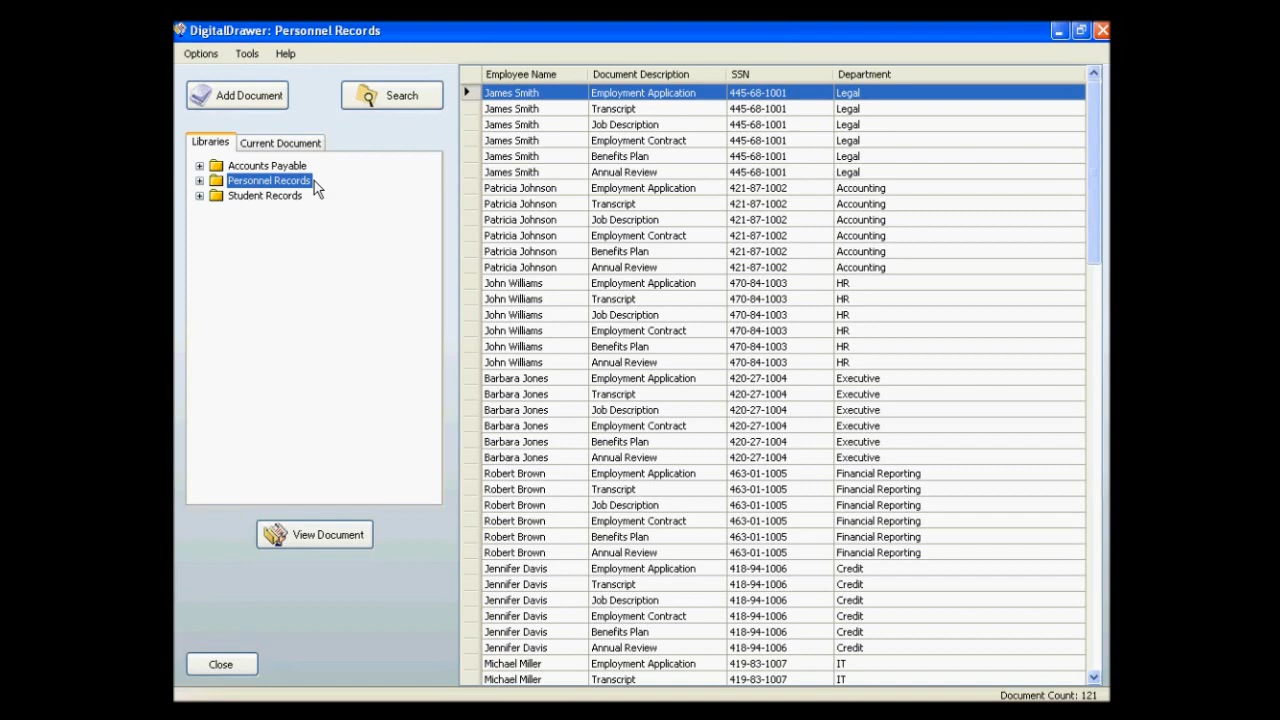 DigitalDrawer: Personnel Records
Options Tools Help
Add Document Search
Libraries Current Document
Accounts Payable
Personnel Records
Student Records
View Document
Close
Employee Name Document Description SSN Department
James Smith Employment Application 445-68-1001 Legal
James Smith Transcript 445-68-1001 Legal
James Smith Job Description 445-68-1001 Legal
James Smith Employment Contract 445-68-1001 Legal
James Smith Benefits Plan 445-68-1001 Legal
James Smith Annual Review 445-68-1001 Legal
Patricia Johnson Employment Application 421-87-1002 Accounting
Patricia Johnson Transcript 421-87-1002 Accounting
Patricia Johnson Job Description 421-87-1002 Accounting
Patricia Johnson Employment Contract 421-87-1002 Accounting
Patricia Johnson Benefits Plan 421-87-1002 Accounting
Patricia Johnson Annual Review 421-87-1002 Accounting
John Williams Employment Application 470-84-1003 HR
John Williams Transcript 470-84-1003 HR
John Williams Job Description 470-84-1003 HR
John Williams Employment Contract 470-84-1003 HR
John Williams Benefits Plan 470-84-1003 HR
John Williams Annual Review 470-84-1003 HR
Barbara Jones Employment Application 420-27-1004 Executive
Barbara Jones Transcript 420-27-1004 Executive
Barbara Jones Job Description 420-27-1004 Executive
Barbara Jones Employment Contract 420-27-1004 Executive
Barbara Jones Benefits Plan 420-27-1004 Executive
Barbara Jones Annual Review 420-27-1004 Executive
Robert Brown Employment Application 463-01-1005 Financial Reporting
Robert Brown Transcript 463-01-1005 Financial Reporting
Robert Brown Job Description 463-01-1005 Financial Reporting
Robert Brown Employment Contract 463-01-1005 Financial Reporting
Robert Brown Benefits Plan 463-01-1005 Financial Reporting
Robert Brown Annual Review 463-01-1005 Financial Reporting
Jennifer Davis Employment Application 418-94-1006 Credit
Jennifer Davis Transcript 418-94-1006 Credit
Jennifer Davis Job Description 418-94-1006 Credit
Jennifer Davis Employment Contract 418-94-1006 Credit
Jennifer Davis Benefits Plan 418-94-1006 Credit
Jennifer Davis Annual Review 418-94-1006 Credit
Michael Miller Employment Application 419-83-1007 IT
Michael Miller Transcript 419-83-1007 IT
Document Count: 121